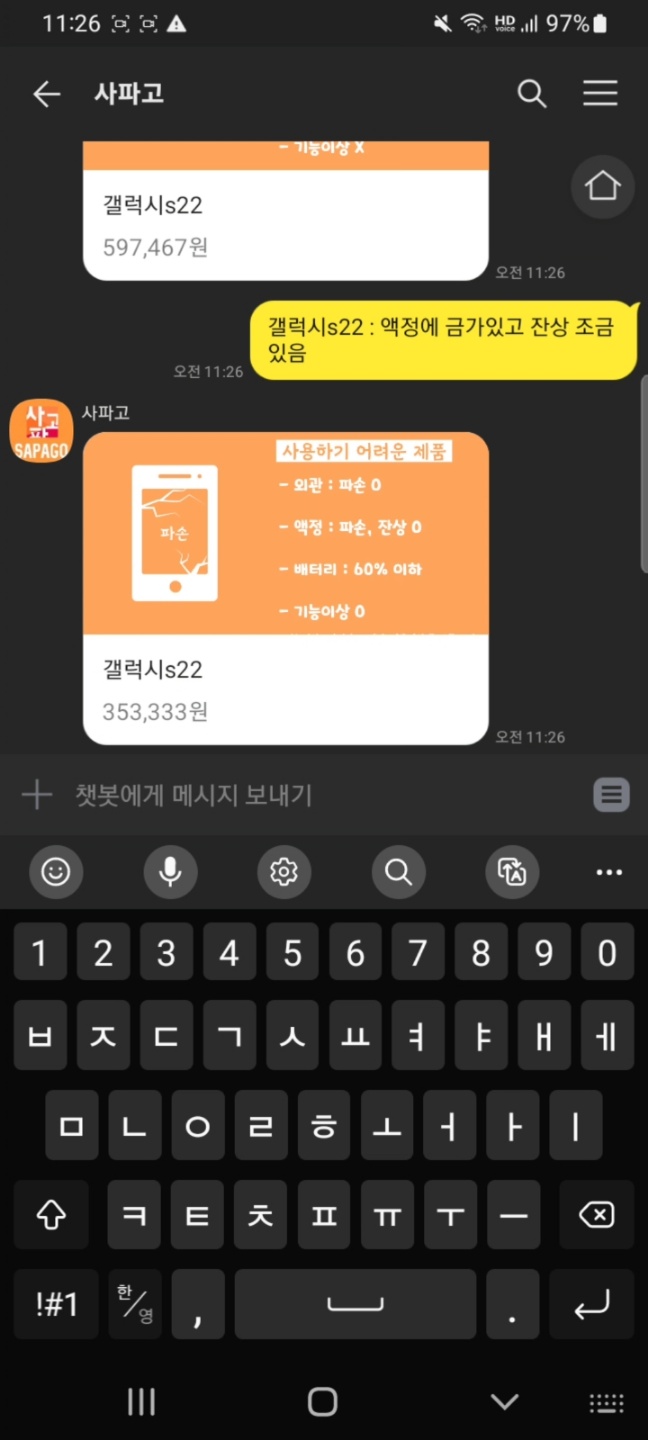 11:26 HD voice 97%
사파고
- 기능이상 X
갤럭시s22
597,467원
오전 11:26
갤럭시s22 : 액정에 금가있고 잔상 조금
있음
오전 11:26
사고
파
SAPAGO
사파고
사용하기 어려운 제품
- 외관 : 파손 O
- 액정 : 파손, 잔상 O
파손
- 배터리 : 60% 이하
- 기능이상 O
갤럭시s22
353,333원
오전 11:26
챗봇에게 메시지 보내기
1 2 3 4 5 6 7 8 9 0
ㅂ ㅈ ㄷ ㄱ ㅅ ㅛ ㅕ ㅑ ㅐ ㅔ
ㅁ ㄴ ㅇ ㄹ ㅎ ㅗ ㅓ ㅏ ㅣ
ㅋ ㅌ ㅊ ㅍ ㅠ ㅜ ㅡ
!#1 한/영 , .